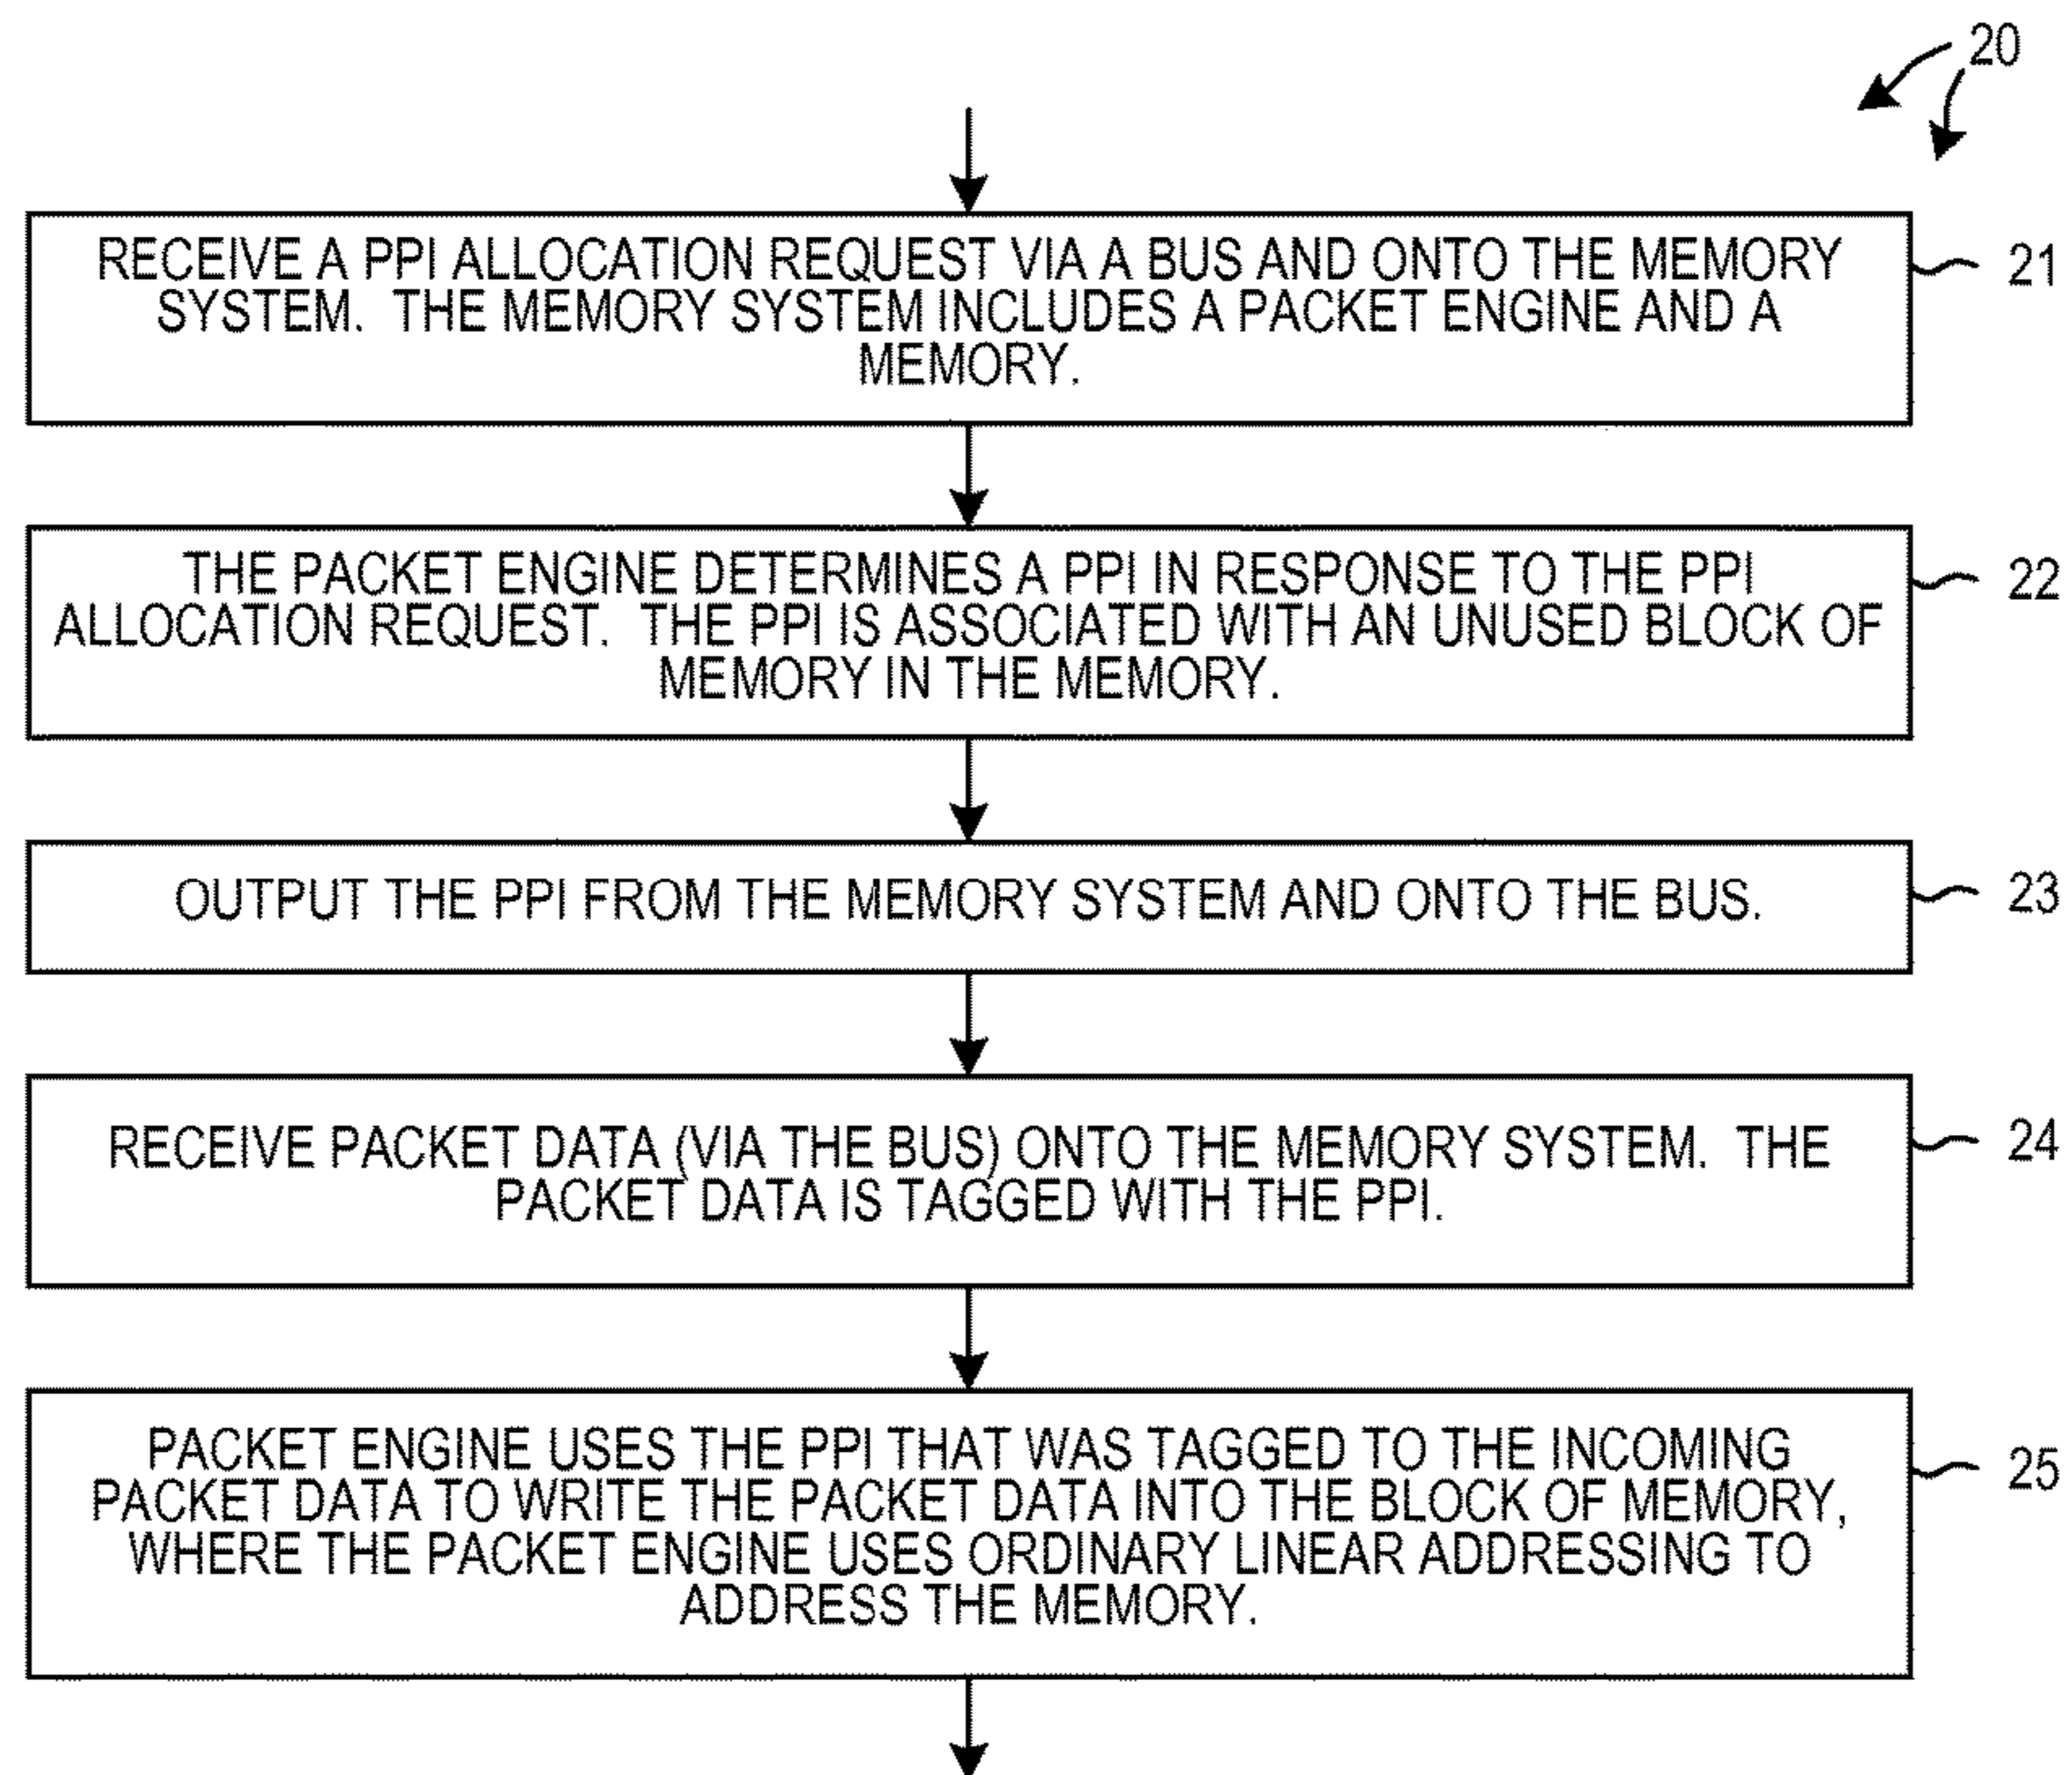 20
RECEIVE A PPI ALLOCATION REQUEST VIA A BUS AND ONTO THE MEMORY
SYSTEM. THE MEMORY SYSTEM INCLUDES A PACKET ENGINE AND A
MEMORY.
21
THE PACKET ENGINE DETERMINES A PPI IN RESPONSE TO THE PPI
ALLOCATION REQUEST. THE PPI IS ASSOCIATED WITH AN UNUSED BLOCK OF
MEMORY IN THE MEMORY.
22
OUTPUT THE PPI FROM THE MEMORY SYSTEM AND ONTO THE BUS.
23
RECEIVE PACKET DATA (VIA THE BUS) ONTO THE MEMORY SYSTEM. THE
PACKET DATA IS TAGGED WITH THE PPI.
24
PACKET ENGINE USES THE PPI THAT WAS TAGGED TO THE INCOMING
PACKET DATA TO WRITE THE PACKET DATA INTO THE BLOCK OF MEMORY,
WHERE THE PACKET ENGINE USES ORDINARY LINEAR ADDRESSING TO
ADDRESS THE MEMORY.
25